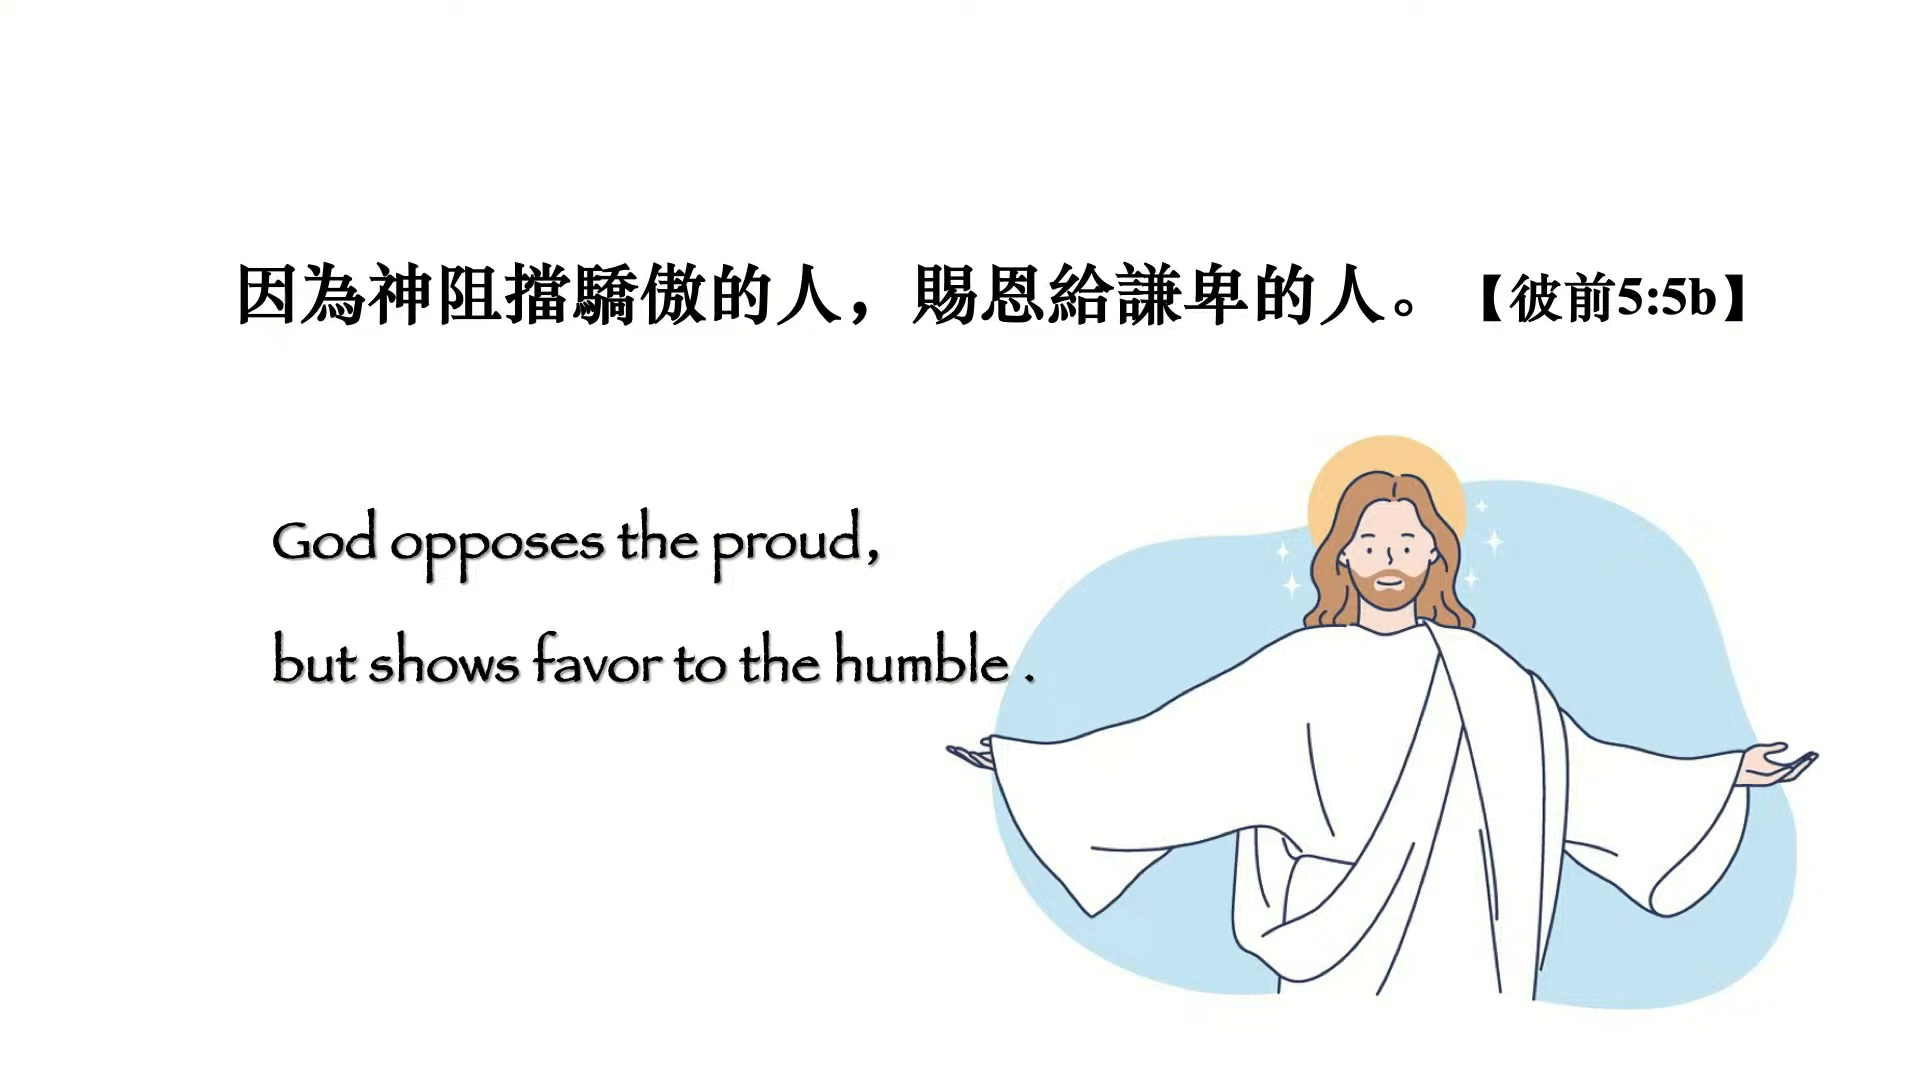 因為神阻擋驕傲的人，賜恩給謙卑的人。【彼前5:5b】
God opposes the proud,
but shows favor to the humble .